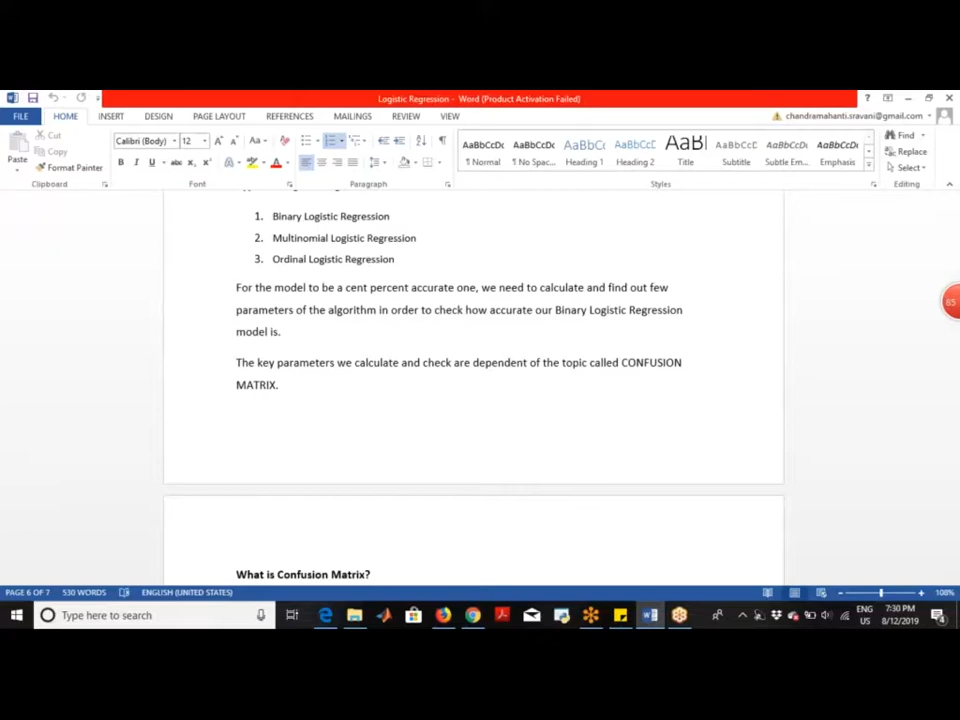 Logistic Regression - Word (Product Activation Failed)
FILE HOME INSERT DESIGN PAGE LAYOUT REFERENCES MAILINGS REVIEW VIEW chandramahanti.sravani@gmail.com
Paste
Cut
Copy
Format Painter
Calibri (Body) 12
AaBbCcDc AaBbCcDc AaBbCc AaBbCcD AaB AaBbCcD AaBbCcDc AaBbCcDc
¶ Normal ¶ No Spac... Heading 1 Heading 2 Title Subtitle Subtle Em... Emphasis
Find
Replace
Select
Clipboard Font Paragraph Styles Editing
1. Binary Logistic Regression
2. Multinomial Logistic Regression
3. Ordinal Logistic Regression
For the model to be a cent percent accurate one, we need to calculate and find out few
parameters of the algorithm in order to check how accurate our Binary Logistic Regression
model is.
The key parameters we calculate and check are dependent of the topic called CONFUSION
MATRIX.
85
What is Confusion Matrix?
PAGE 6 OF 7 530 WORDS ENGLISH (UNITED STATES) 108%
Type here to search
ENG
US
7:30 PM
8/12/2019
4